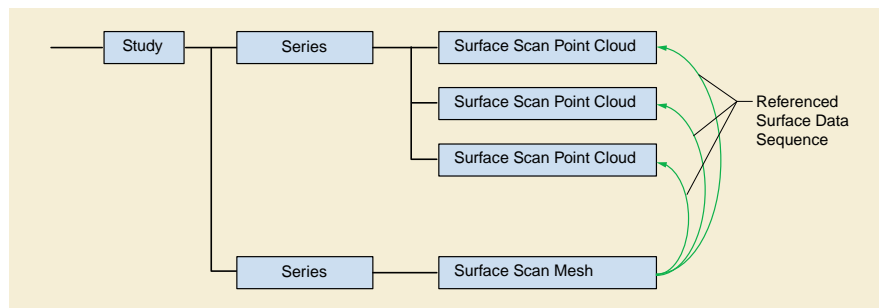 Study
Series
Surface Scan Point Cloud
Surface Scan Point Cloud
Surface Scan Point Cloud
Referenced
Surface Data
Sequence
Series
Surface Scan Mesh